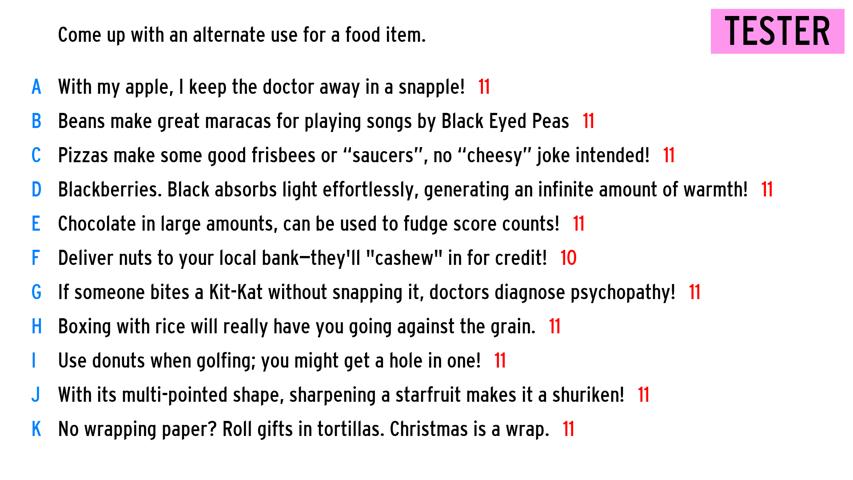 Come up with an alternate use for a food item.
TESTER
A With my apple, I keep the doctor away in a snapple! 11
B Beans make great maracas for playing songs by Black Eyed Peas 11
C Pizzas make some good frisbees or “saucers”, no “cheesy” joke intended! 11
D Blackberries. Black absorbs light effortlessly, generating an infinite amount of warmth! 11
E Chocolate in large amounts, can be used to fudge score counts! 11
F Deliver nuts to your local bank—they'll "cashew" in for credit! 10
G If someone bites a Kit-Kat without snapping it, doctors diagnose psychopathy! 11
H Boxing with rice will really have you going against the grain. 11
I Use donuts when golfing; you might get a hole in one! 11
J With its multi-pointed shape, sharpening a starfruit makes it a shuriken! 11
K No wrapping paper? Roll gifts in tortillas. Christmas is a wrap. 11